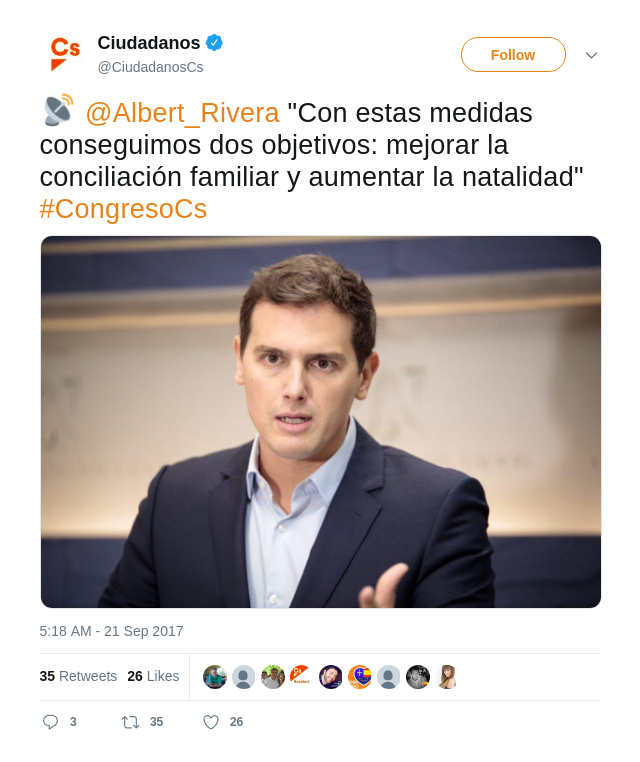 Cs
Ciudadanos
@CiudadanosCs
Follow
@Albert_Rivera "Con estas medidas
conseguimos dos objetivos: mejorar la
conciliación familiar y aumentar la natalidad"
#CongresoCs
5:18 AM - 21 Sep 2017
35 Retweets 26 Likes
3 35 26